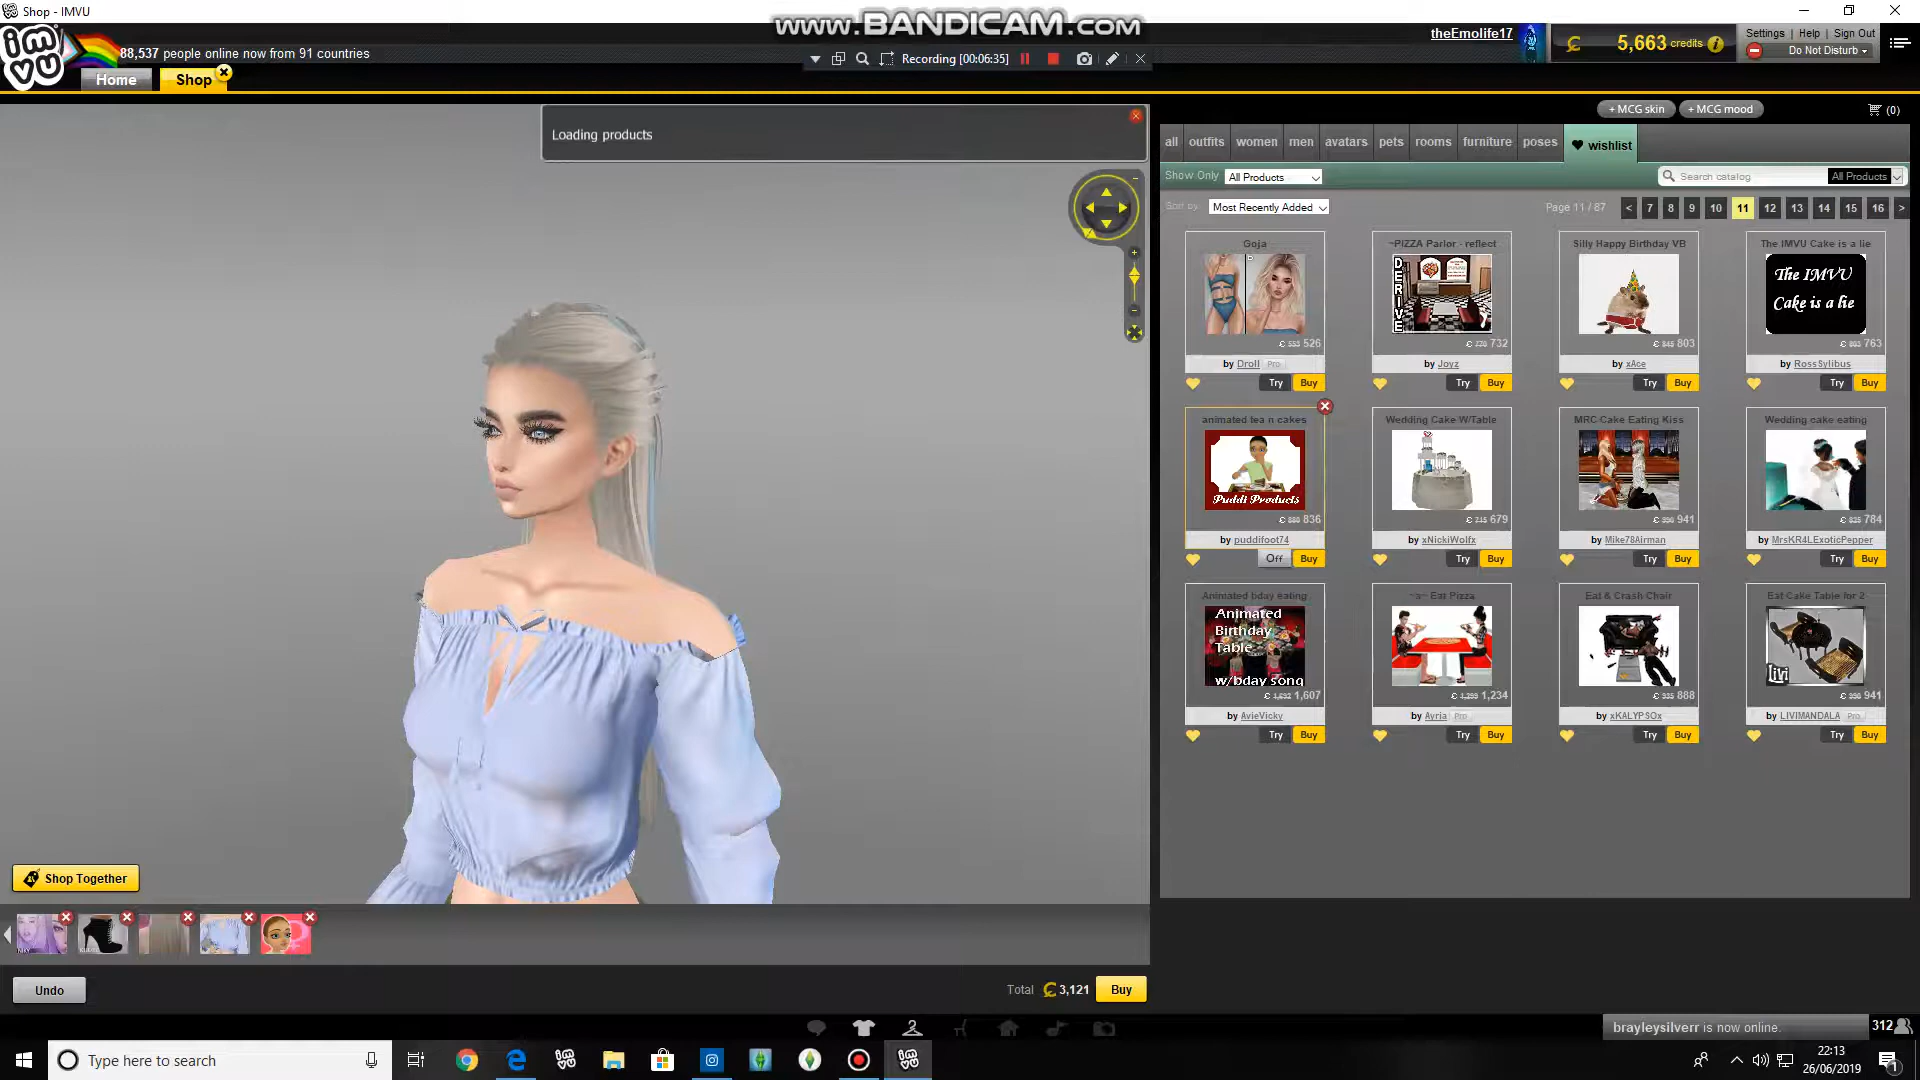 Shop - IMVU
www.BANDICAM.com
imvu
88,537 people online now from 91 countries
Recording [00:06:35]
theEmolife17
5,663 credits
Settings | Help | Sign Out
Do Not Disturb
Home
Shop
+ MCG skin
+ MCG mood
(0)
Loading products
all
outfits
women
men
avatars
pets
rooms
furniture
poses
wishlist
Show Only
All Products
Search catalog
All Products
Sort by:
Most Recently Added
Page 11 / 87
<
7
8
9
10
11
12
13
14
15
16
>
Goja
~PIZZA Parlor - reflect
Silly Happy Birthday VB
The IMVU Cake is a lie
DERIVE
The IMVU
Cake is a lie
526
732
803
763
by Droll Pro
by Joyz
by xAce
by RossSylibus
Try Buy
Try Buy
Try Buy
Try Buy
animated tea n cakes
Wedding Cake W/Table
MRC Cake Eating Kiss
Wedding cake eating
Puddi Products
836
679
941
784
by puddifoot74
by xNickiWolfx
by Mike78Airman
by MrsKR4LExoticPepper
Off Buy
Try Buy
Try Buy
Try Buy
Animated bday eating
~a~ Eat Pizza
Eat & Crash Chair
Eat Cake Table for 2
Animated
Birthday
Table
w/bday song
livi
1,607
1,234
888
941
by AvieVicky
by Ayria Pro
by xKALYPSOx
by LIVIMANDALA Pro
Try Buy
Try Buy
Try Buy
Try Buy
Shop Together
Undo
Total 3,121
Buy
brayleysilverr is now online.
312
Type here to search
22:13
26/06/2019
1